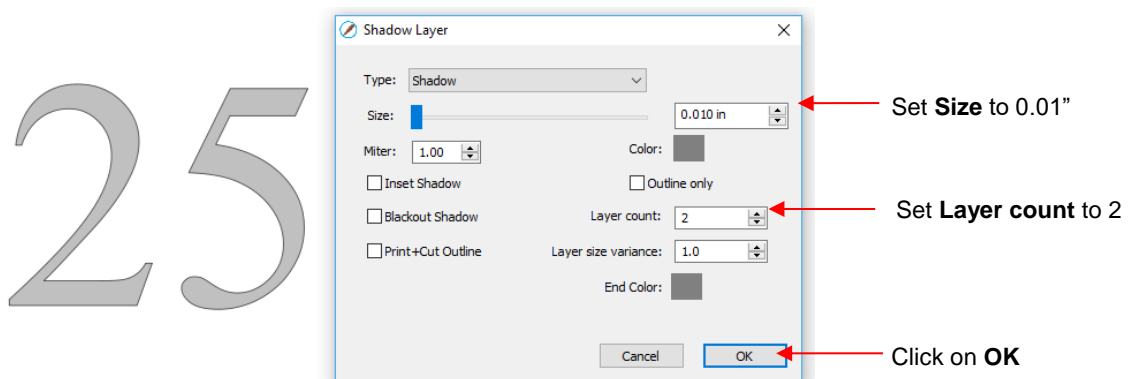 25
Shadow Layer
Type: Shadow
Size: 0.010 in
Set Size to 0.01”
Miter: 1.00 Color:
Inset Shadow Outline only
Blackout Shadow Layer count: 2
Set Layer count to 2
Print+Cut Outline Layer size variance: 1.0
End Color:
Cancel OK
Click on OK